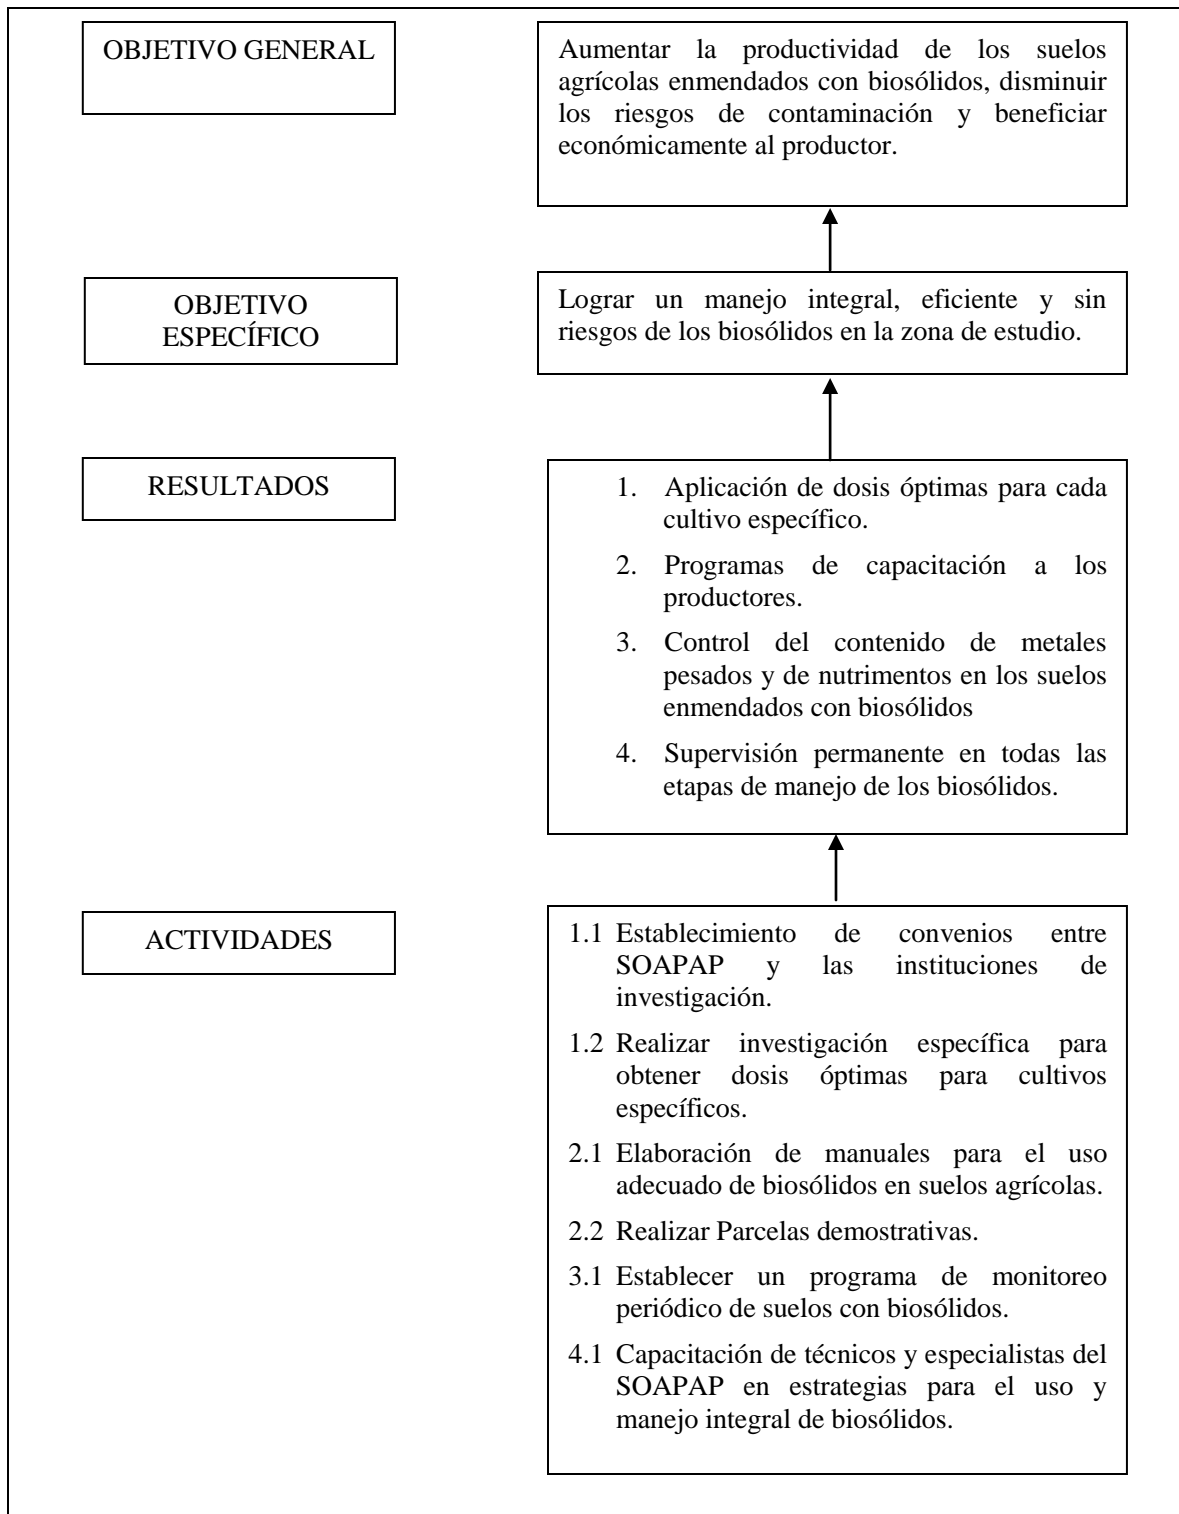 OBJETIVO GENERAL
Aumentar la productividad de los suelos
agrícolas enmendados con biosólidos, disminuir
los riesgos de contaminación y beneficiar
económicamente al productor.
OBJETIVO
ESPECÍFICO
Lograr un manejo integral, eficiente y sin
riesgos de los biosólidos en la zona de estudio.
RESULTADOS
1. Aplicación de dosis óptimas para cada
cultivo específico.
2. Programas de capacitación a los
productores.
3. Control del contenido de metales
pesados y de nutrimentos en los suelos
enmendados con biosólidos
4. Supervisión permanente en todas las
etapas de manejo de los biosólidos.
ACTIVIDADES
1.1 Establecimiento de convenios entre
SOAPAP y las instituciones de
investigación.
1.2 Realizar investigación específica para
obtener dosis óptimas para cultivos
específicos.
2.1 Elaboración de manuales para el uso
adecuado de biosólidos en suelos agrícolas.
2.2 Realizar Parcelas demostrativas.
3.1 Establecer un programa de monitoreo
periódico de suelos con biosólidos.
4.1 Capacitación de técnicos y especialistas del
SOAPAP en estrategias para el uso y
manejo integral de biosólidos.